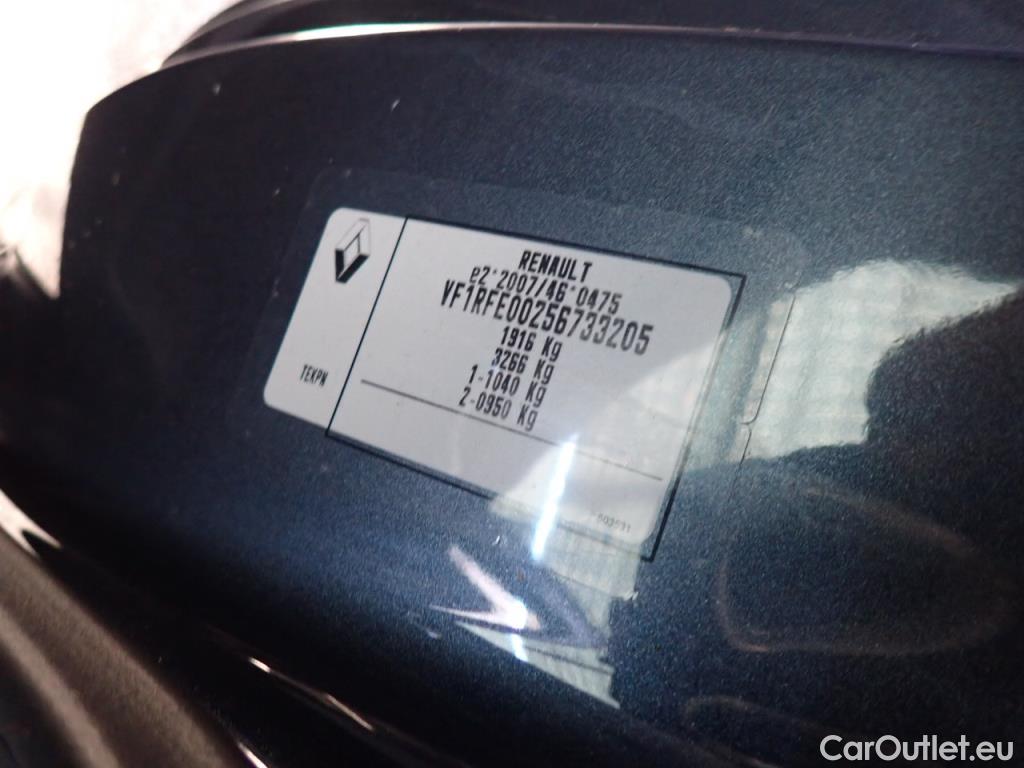 RENAULT
e2*2007/46*0475
VF1RFE00256733205
1916 Kg
3266 Kg
1-1040 Kg
2-0950 Kg
TEKPN
CarOutlet.eu